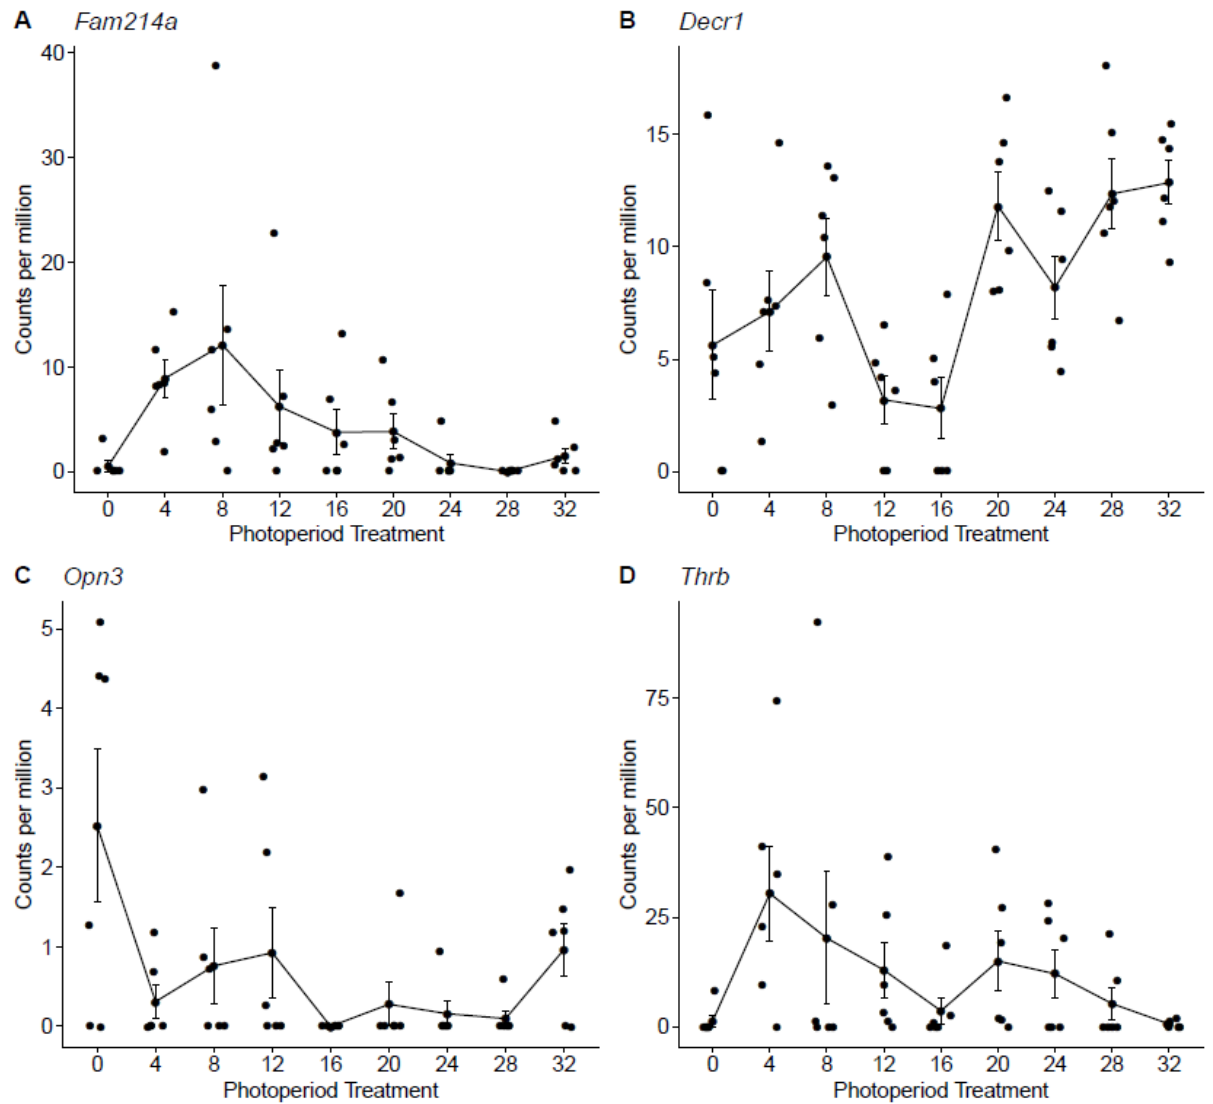 A Fam214a
40
30
20
10
0
Counts per million
0 4 8 12 16 20 24 28 32
Photoperiod Treatment
B Decr1
15
10
5
0
Counts per million
0 4 8 12 16 20 24 28 32
Photoperiod Treatment
C Opn3
5
4
3
2
1
0
Counts per million
0 4 8 12 16 20 24 28 32
Photoperiod Treatment
D Thrb
75
50
25
0
Counts per million
0 4 8 12 16 20 24 28 32
Photoperiod Treatment